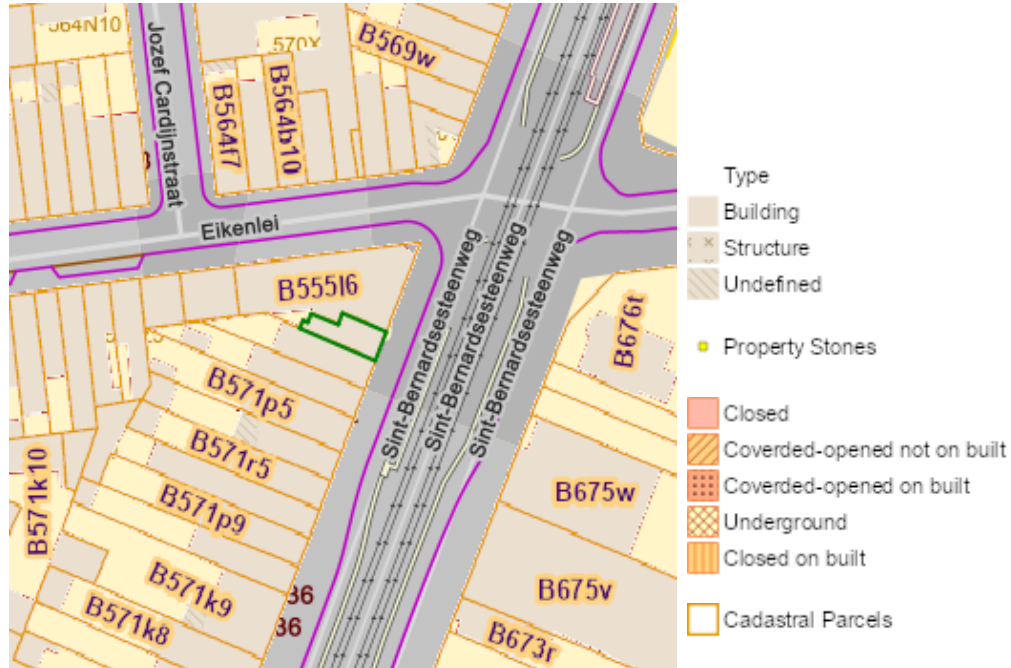 564N10
570X
B569w
Jozef Cardijnstraat
B564f7
B564b10
Eikenlei
B555l6
Sint-Bernardsesteenweg
Sint-Bernardsesteenweg
Sint-Bernardsesteenweg
B676t
B571p5
B571r5
B571k10
B571p9
B675w
B571k9
36
B675v
B571k8
36
B673r
Type
Building
Structure
Undefined
Property Stones
Closed
Coverded-opened not on built
Coverded-opened on built
Underground
Closed on built
Cadastral Parcels